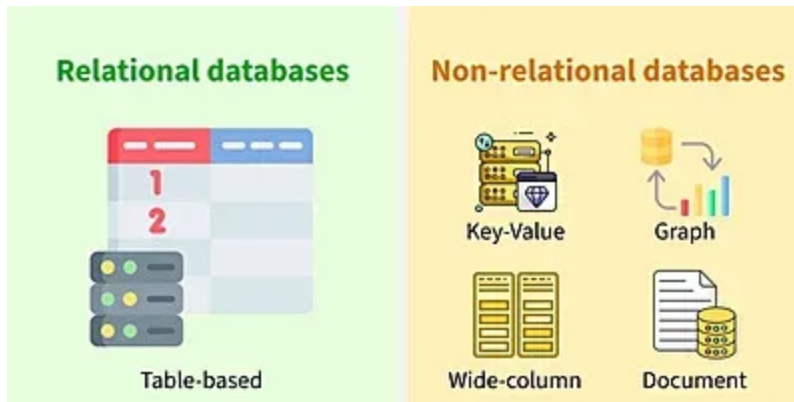 Relational databases
1
2
Table-based
Non-relational databases
Key-Value
Graph
Wide-column
Document